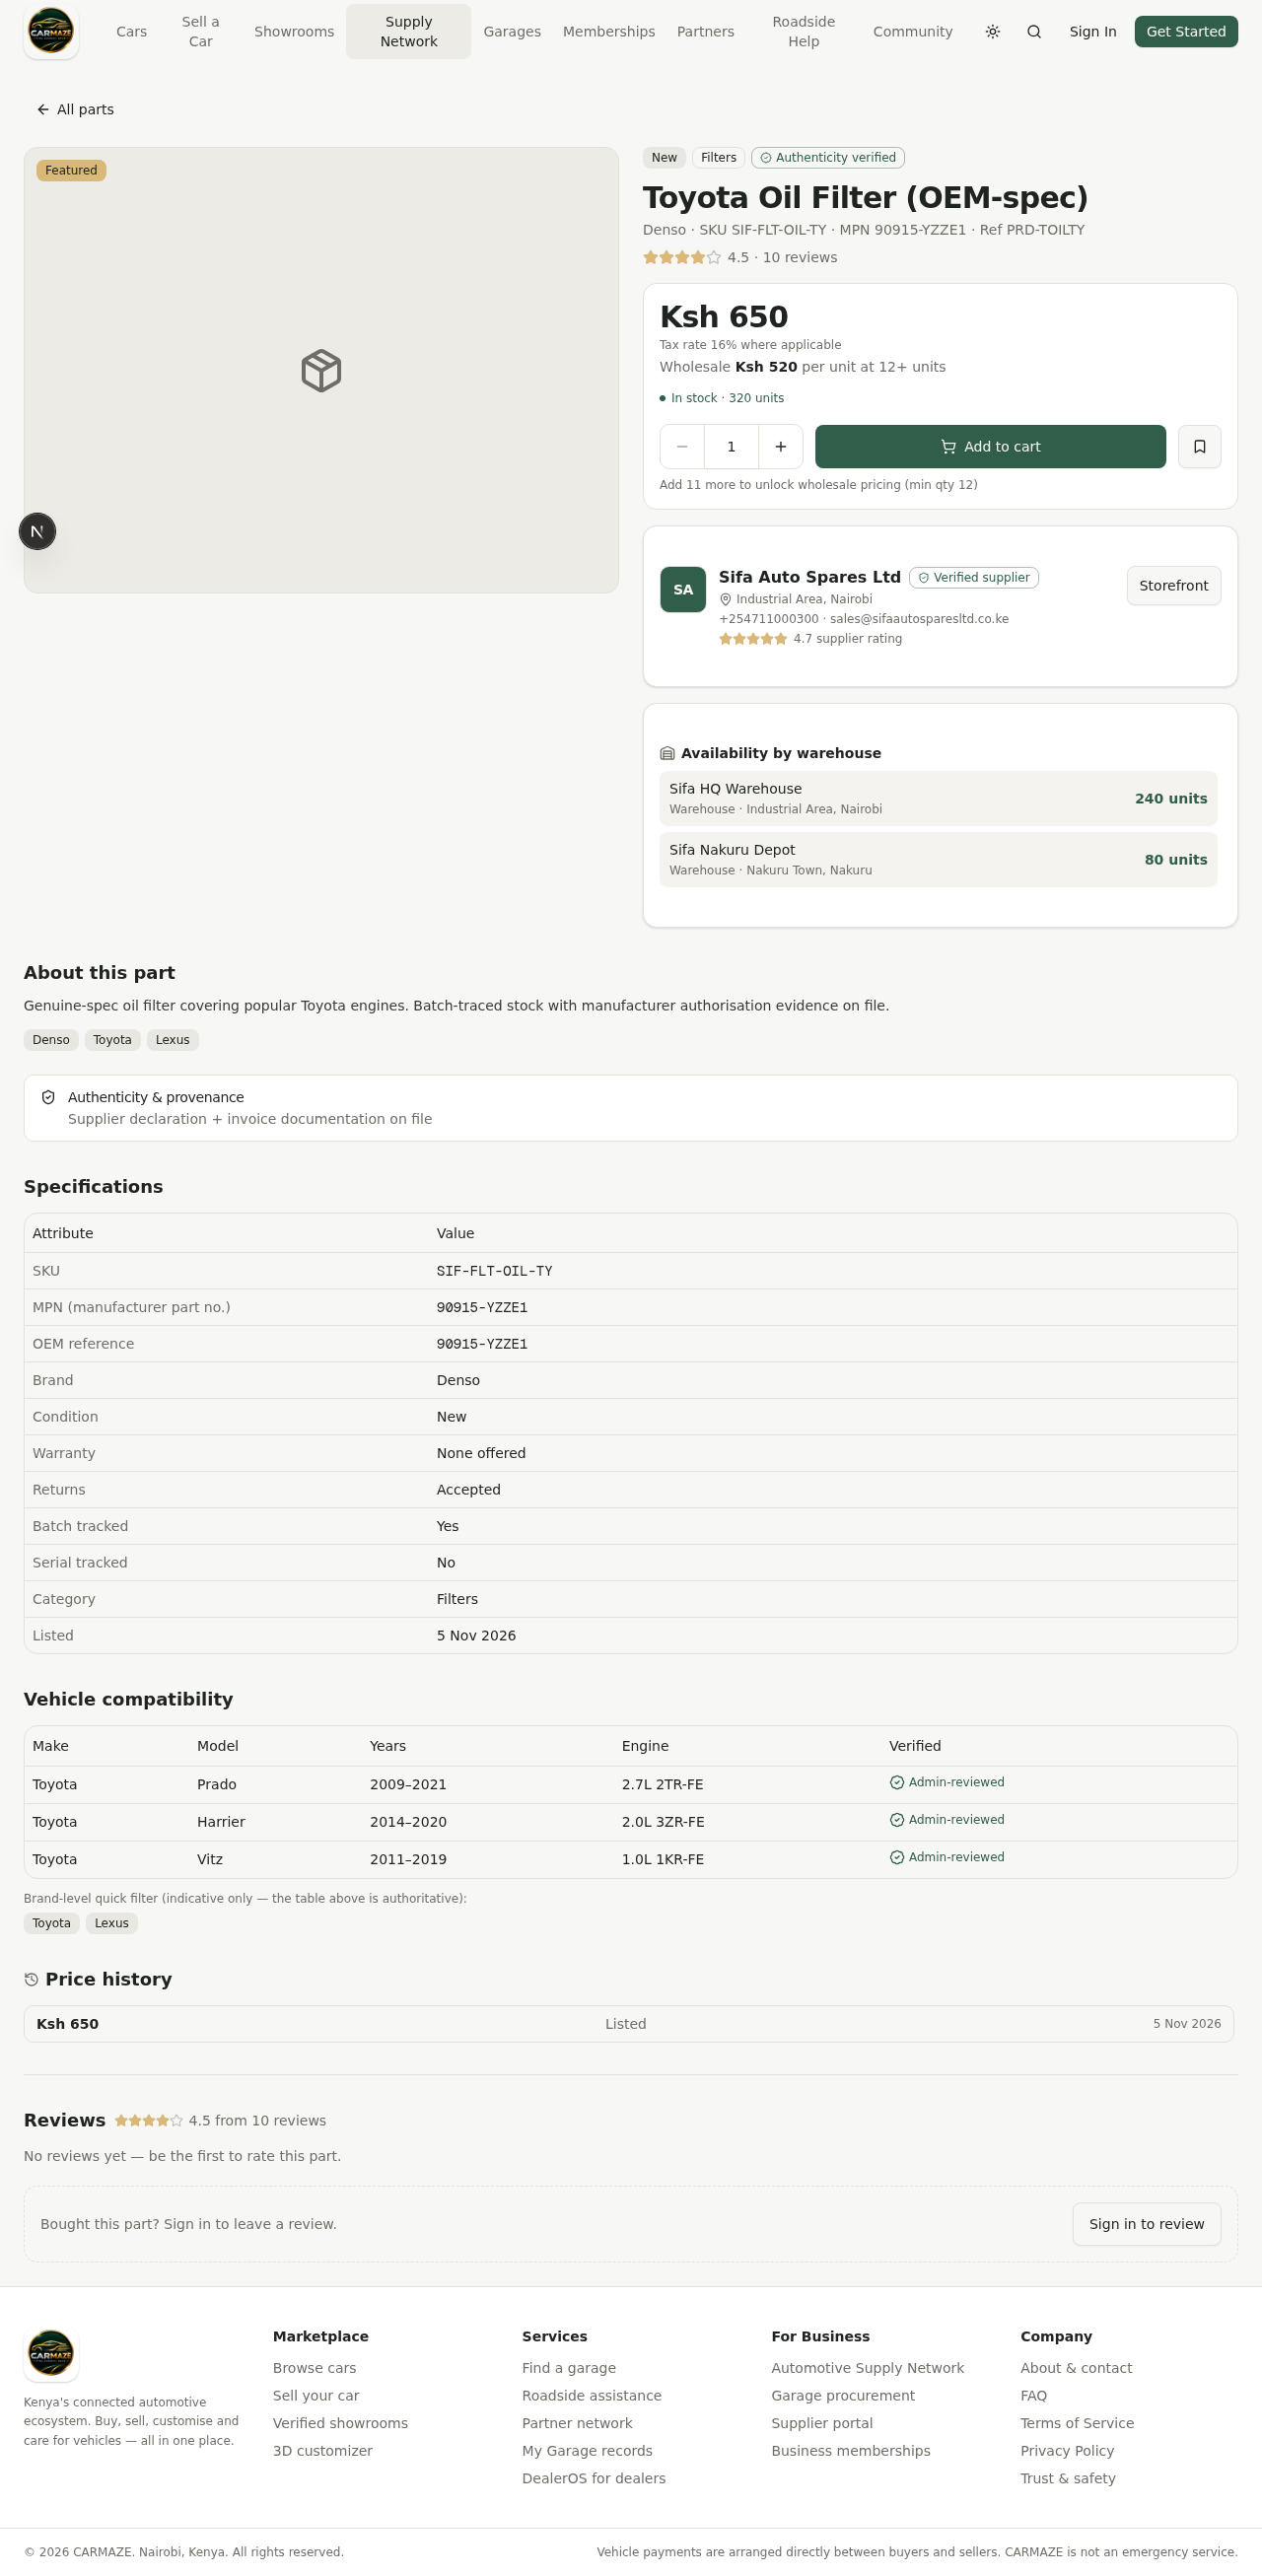 CARMAZE
Cars
Sell a
Car
Showrooms
Supply
Network
Garages
Memberships
Partners
Roadside
Help
Community
Sign In
Get Started
All parts
Featured
N
New
Filters
Authenticity verified
Toyota Oil Filter (OEM-spec)
Denso · SKU SIF-FLT-OIL-TY · MPN 90915-YZZE1 · Ref PRD-TOILTY
4.5 · 10 reviews
Ksh 650
Tax rate 16% where applicable
Wholesale Ksh 520 per unit at 12+ units
In stock · 320 units
1
Add to cart
Add 11 more to unlock wholesale pricing (min qty 12)
SA
Sifa Auto Spares Ltd
Verified supplier
Industrial Area, Nairobi
+254711000300 · sales@sifaautosparesltd.co.ke
4.7 supplier rating
Storefront
Availability by warehouse
Sifa HQ Warehouse
Warehouse · Industrial Area, Nairobi
240 units
Sifa Nakuru Depot
Warehouse · Nakuru Town, Nakuru
80 units
About this part
Genuine-spec oil filter covering popular Toyota engines. Batch-traced stock with manufacturer authorisation evidence on file.
Denso Toyota Lexus
Authenticity & provenance
Supplier declaration + invoice documentation on file
Specifications
Attribute Value
SKU SIF-FLT-OIL-TY
MPN (manufacturer part no.) 90915-YZZE1
OEM reference 90915-YZZE1
Brand Denso
Condition New
Warranty None offered
Returns Accepted
Batch tracked Yes
Serial tracked No
Category Filters
Listed 5 Nov 2026
Vehicle compatibility
Make Model Years Engine Verified
Toyota Prado 2009–2021 2.7L 2TR-FE Admin-reviewed
Toyota Harrier 2014–2020 2.0L 3ZR-FE Admin-reviewed
Toyota Vitz 2011–2019 1.0L 1KR-FE Admin-reviewed
Brand-level quick filter (indicative only — the table above is authoritative):
Toyota Lexus
Price history
Ksh 650 Listed 5 Nov 2026
Reviews 4.5 from 10 reviews
No reviews yet — be the first to rate this part.
Bought this part? Sign in to leave a review.
Sign in to review
CARMAZE
Kenya's connected automotive
ecosystem. Buy, sell, customise and
care for vehicles — all in one place.
Marketplace
Browse cars
Sell your car
Verified showrooms
3D customizer
Services
Find a garage
Roadside assistance
Partner network
My Garage records
DealerOS for dealers
For Business
Automotive Supply Network
Garage procurement
Supplier portal
Business memberships
Company
About & contact
FAQ
Terms of Service
Privacy Policy
Trust & safety
© 2026 CARMAZE. Nairobi, Kenya. All rights reserved.
Vehicle payments are arranged directly between buyers and sellers. CARMAZE is not an emergency service.